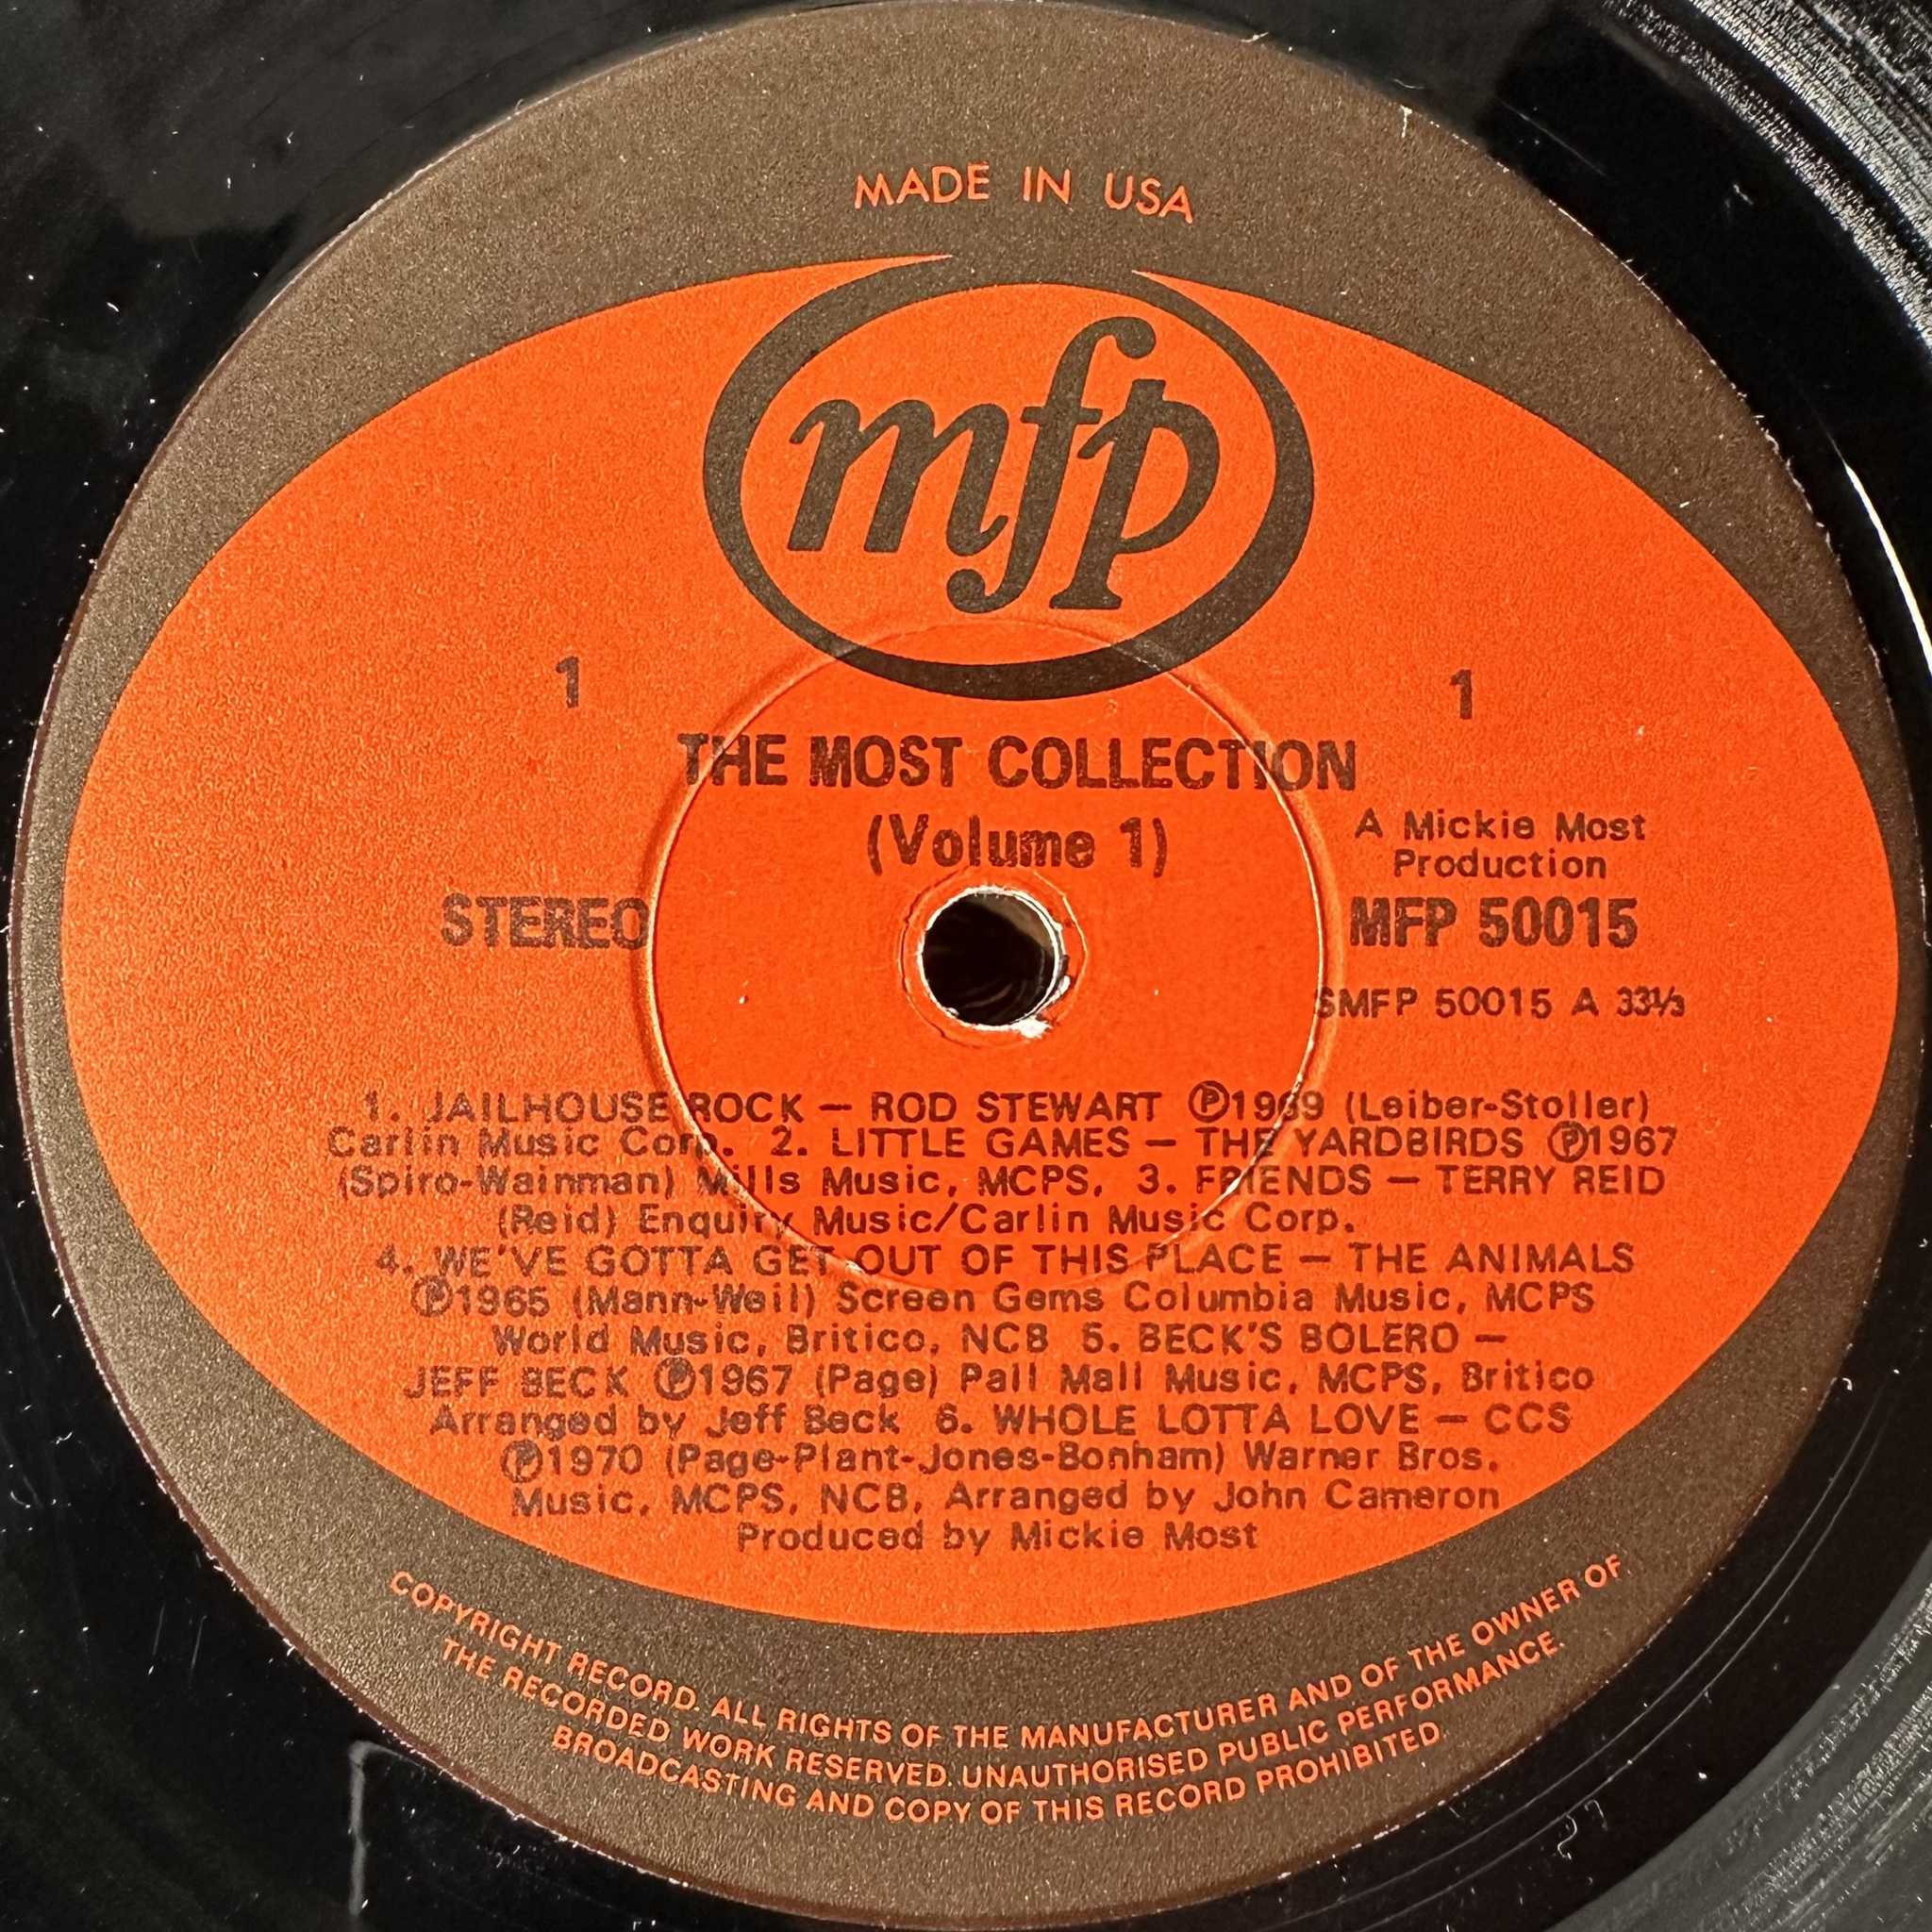 MADE IN USA
mfp
1 1
THE MOST COLLECTION
(Volume 1)
A Mickie Most
Production
STEREO MFP 50015
SMFP 50015 A 33⅓
1. JAILHOUSE ROCK — ROD STEWART Ⓟ1969 (Leiber-Stoller)
Carlin Music Corp. 2. LITTLE GAMES — THE YARDBIRDS Ⓟ1967
(Spiro-Wainman) Mills Music, MCPS, 3. FRIENDS — TERRY REID
(Reid) Enquiry Music/Carlin Music Corp.
4. WE'VE GOTTA GET OUT OF THIS PLACE — THE ANIMALS
Ⓟ1965 (Mann-Weil) Screen Gems Columbia Music, MCPS
World Music, Britico, NCB 5. BECK'S BOLERO —
JEFF BECK Ⓟ1967 (Page) Pall Mall Music, MCPS, Britico
Arranged by Jeff Beck 6. WHOLE LOTTA LOVE — CCS
Ⓟ1970 (Page-Plant-Jones-Bonham) Warner Bros.
Music, MCPS, NCB, Arranged by John Cameron
Produced by Mickie Most
COPYRIGHT RECORD. ALL RIGHTS OF THE MANUFACTURER AND OF THE OWNER OF
THE RECORDED WORK RESERVED. UNAUTHORISED PUBLIC PERFORMANCE.
BROADCASTING AND COPY OF THIS RECORD PROHIBITED.